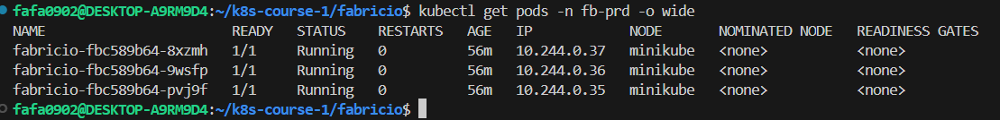 fafa0902@DESKTOP-A9RM9D4:~/k8s-course-1/fabricio$ kubectl get pods -n fb-prd -o wide
NAME READY STATUS RESTARTS AGE IP NODE NOMINATED NODE READINESS GATES
fabricio-fbc589b64-8xzmh 1/1 Running 0 56m 10.244.0.37 minikube <none> <none>
fabricio-fbc589b64-9wsfp 1/1 Running 0 56m 10.244.0.36 minikube <none> <none>
fabricio-fbc589b64-pvj9f 1/1 Running 0 56m 10.244.0.35 minikube <none> <none>
fafa0902@DESKTOP-A9RM9D4:~/k8s-course-1/fabricio$